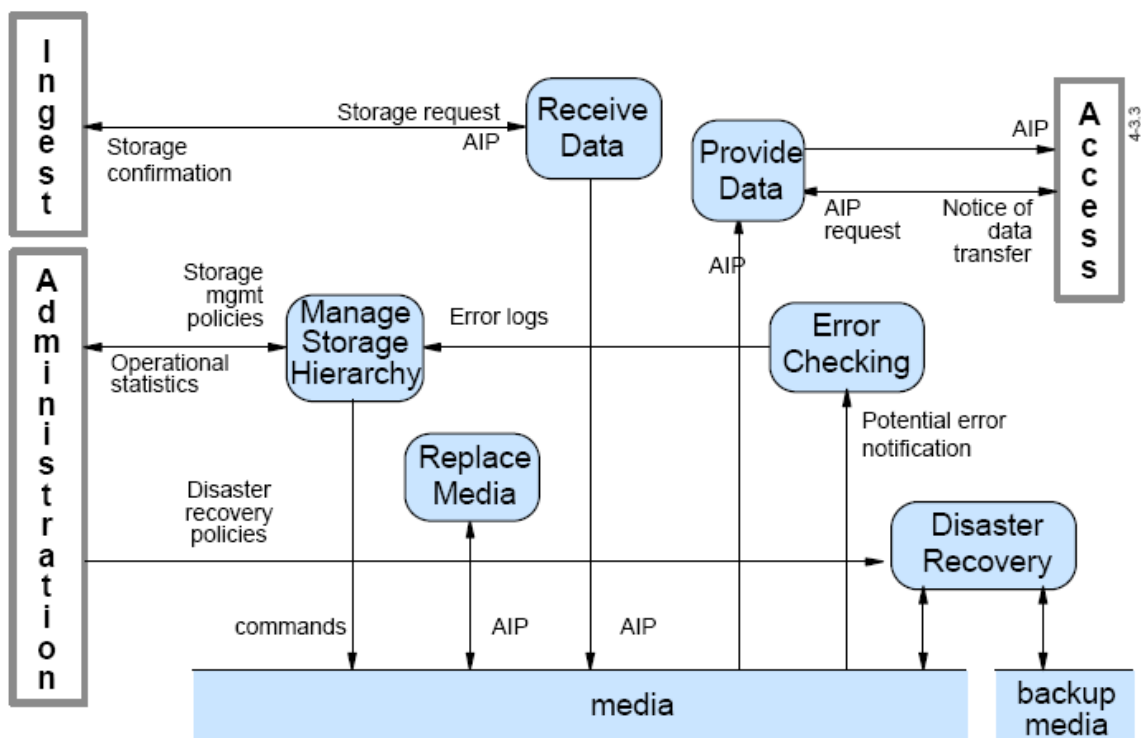 Ingest
Storage request
AIP
Storage
confirmation
Receive
Data
Provide
Data
AIP
AIP
request
Notice of
data
transfer
Access
4-3.3
Administration
Storage
mgmt
policies
Operational
statistics
Manage
Storage
Hierarchy
Error logs
AIP
Error
Checking
Potential error
notification
Replace
Media
Disaster
recovery
policies
Disaster
Recovery
commands
AIP
AIP
media
backup
media